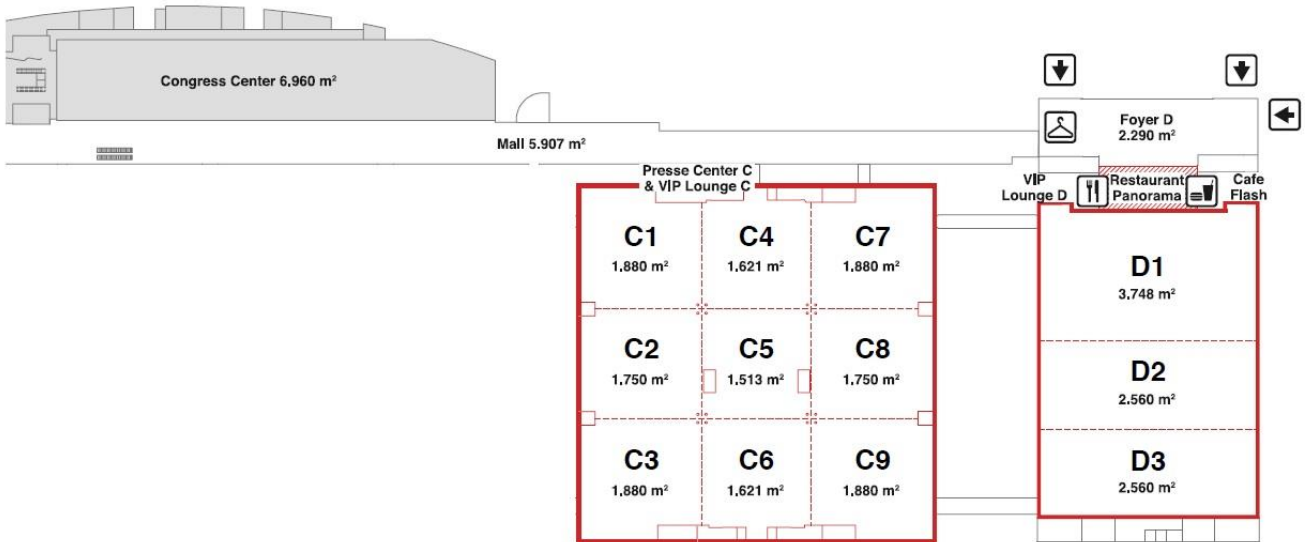 Congress Center 6.960 m²
Mall 5.907 m²
Foyer D
2.290 m²
Presse Center C
& VIP Lounge C
VIP
Lounge D
Restaurant
Panorama
Cafe
Flash
C1
1.880 m²
C4
1.621 m²
C7
1.880 m²
D1
3.748 m²
C2
1.750 m²
C5
1.513 m²
C8
1.750 m²
D2
2.560 m²
C3
1.880 m²
C6
1.621 m²
C9
1.880 m²
D3
2.560 m²